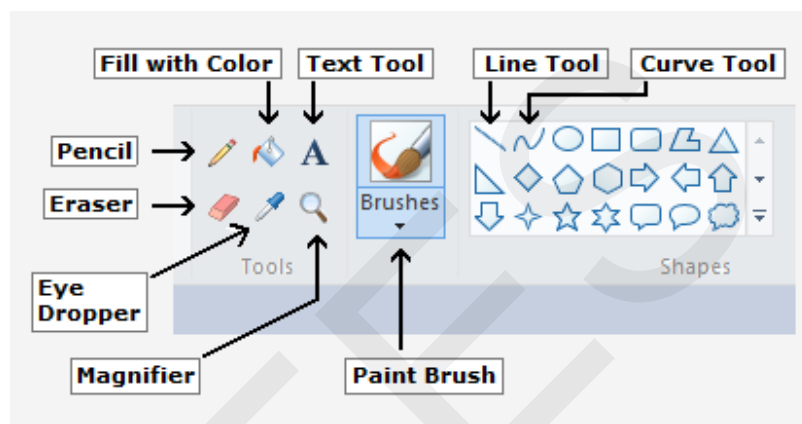 Fill with Color
Text Tool
Line Tool
Curve Tool
Pencil
A
Eraser
Brushes
Tools
Shapes
Eye
Dropper
Magnifier
Paint Brush